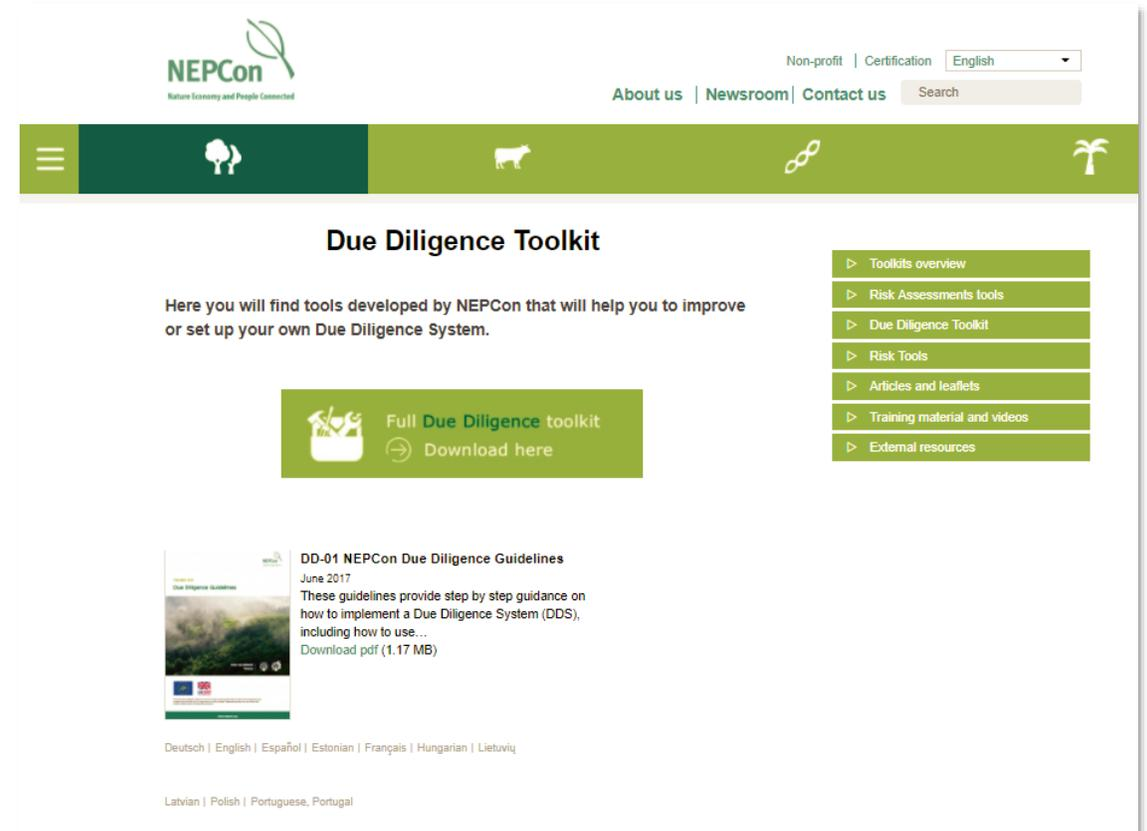 NEPCon
Nature Economy and People Connected
Non-profit | Certification English
About us | Newsroom | Contact us Search
Due Diligence Toolkit
Here you will find tools developed by NEPCon that will help you to improve
or set up your own Due Diligence System.
Toolkits overview
Risk Assessments tools
Due Diligence Toolkit
Risk Tools
Articles and leaflets
Training material and videos
External resources
Full Due Diligence toolkit
Download here
NEPCon
Due Diligence Guidelines
DD-01 NEPCon Due Diligence Guidelines
June 2017
These guidelines provide step by step guidance on
how to implement a Due Diligence System (DDS),
including how to use...
Download pdf (1.17 MB)
Deutsch | English | Español | Estonian | Français | Hungarian | Lietuvių
Latvian | Polish | Portuguese, Portugal